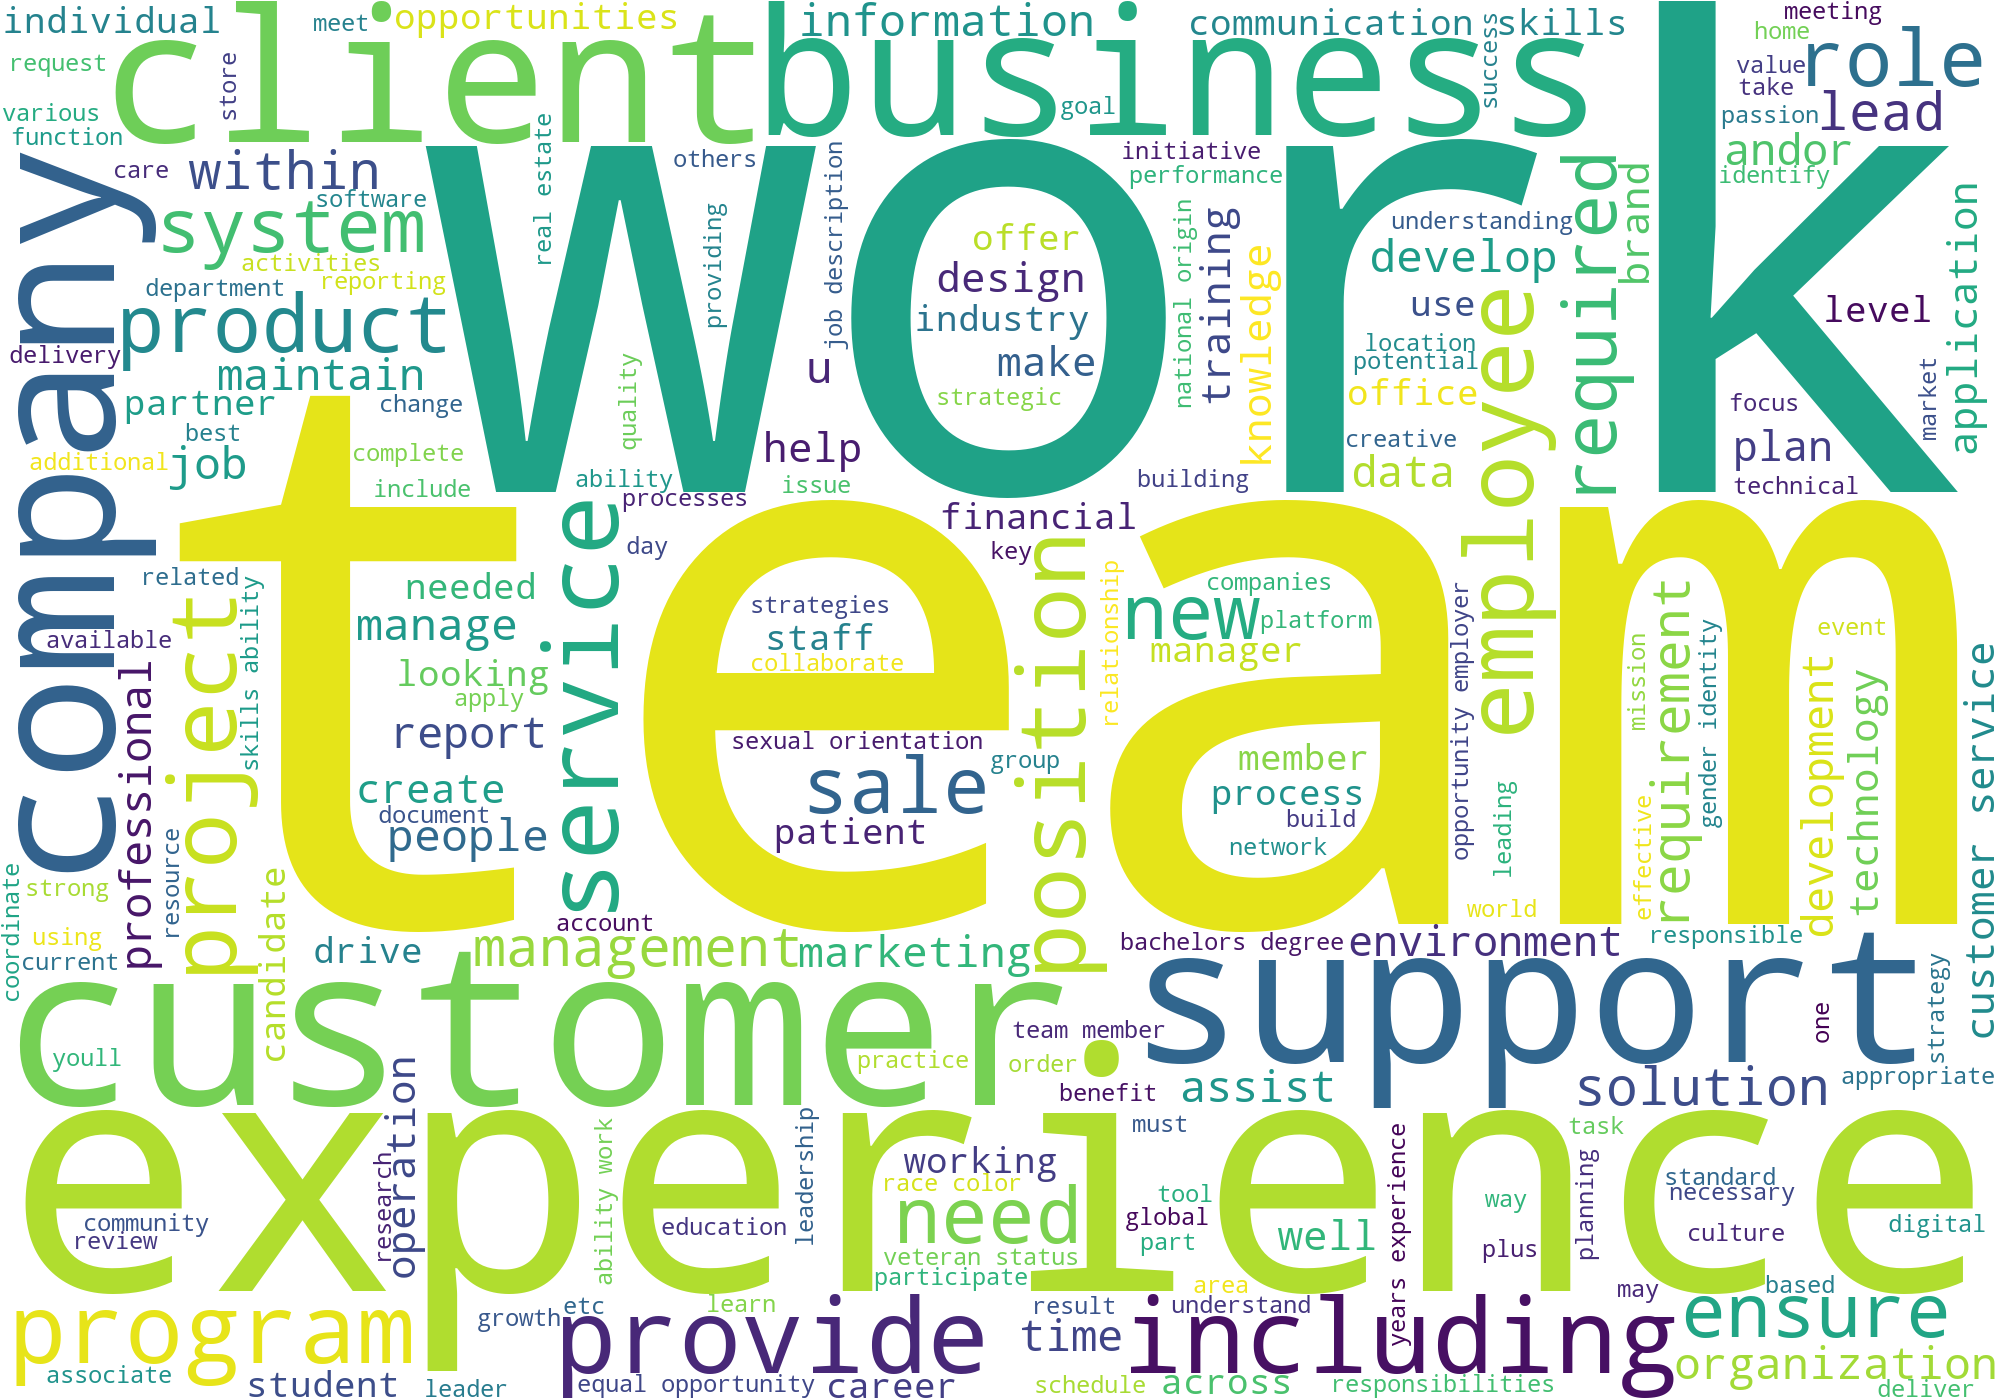 individual
meet
opportunities
information
communication
skills
success
meeting
home
request
client
business
role
store
value
take
various
function
goal
passion
lead
real estate
others
job description
initiative
performance
andor
identify
care
within
software
system
activities
reporting
department
work
providing
national origin
training
understanding
develop
required
brand
application
offer
design
industry
make
strategic
knowledge
use
location
potential
office
creative
data
employee
level
market
focus
plan
technical
company
delivery
product
maintain
partner
change
best
additional
job
complete
include
quality
u
help
issue
ability
processes
building
financial
key
day
team
related
available
skills ability
needed
manage
looking
apply
report
create
document
people
professional
project
resource
service
strategies
staff
collaborate
sexual orientation
sale
patient
group
position
relationship
companies
new
platform
manager
member
process
build
network
opportunity employer
leading
mission
requirement
gender identity
effective
event
development
technology
customer service
strong
using
current
coordinate
candidate
drive
account
management
marketing
world
bachelors degree
environment
responsible
customer
support
strategy
one
appropriate
youll
operation
practice
team member
order
benefit
assist
solution
experience
must
task
community
review
research
ability work
education
leadership
working
race color
need
veteran status
participate
tool
global
part
well
area
understand
years experience
way
plus
planning
standard
necessary
culture
digital
may
based
program
growth
etc
learn
provide
result
time
including
ensure
associate
student
leader
equal opportunity
career
schedule
across
responsibilities
organization
deliver